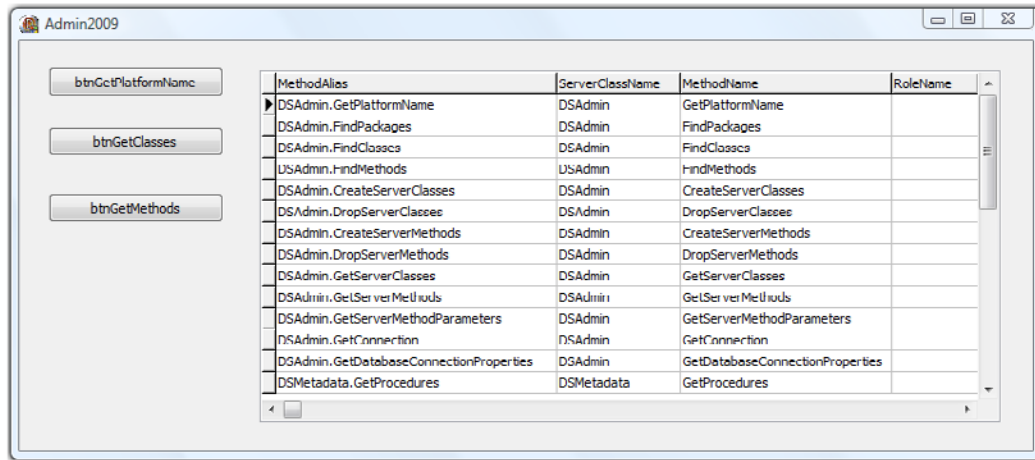 Admin2009
btnGetPlatformName
btnGetClasses
btnGetMethods
MethodAlias ServerClassName MethodName RoleName
DSAdmin.GetPlatformName DSAdmin GetPlatformName
DSAdmin.FindPackages DSAdmin FindPackages
DSAdmin.FindClasses DSAdmin FindClasses
DSAdmin.FindMethods DSAdmin FindMethods
DSAdmin.CreateServerClasses DSAdmin CreateServerClasses
DSAdmin.DropServerClasses DSAdmin DropServerClasses
DSAdmin.CreateServerMethods DSAdmin CreateServerMethods
DSAdmin.DropServerMethods DSAdmin DropServerMethods
DSAdmin.GetServerClasses DSAdmin GetServerClasses
DSAdmin.GetServerMethods DSAdmin GetServerMethods
DSAdmin.GetServerMethodParameters DSAdmin GetServerMethodParameters
DSAdmin.GetConnection DSAdmin GetConnection
DSAdmin.GetDatabaseConnectionProperties DSAdmin GetDatabaseConnectionProperties
DSMetadata.GetProcedures DSMetadata GetProcedures